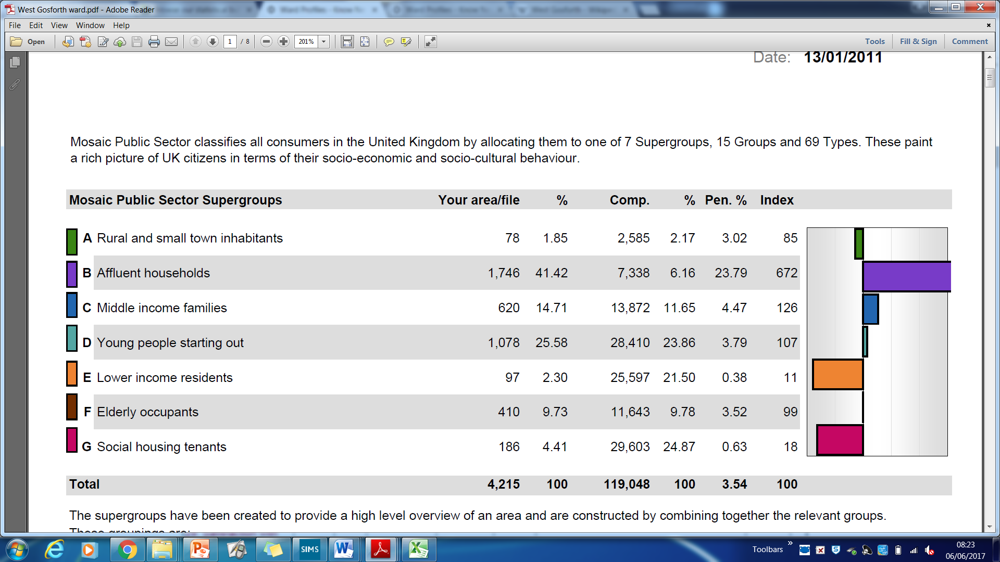 West Gosforth ward.pdf - Adobe Reader
File Edit View Window Help
Open 1 / 8 201% Tools Fill & Sign Comment
Date: 13/01/2011
Mosaic Public Sector classifies all consumers in the United Kingdom by allocating them to one of 7 Supergroups, 15 Groups and 69 Types. These paint
a rich picture of UK citizens in terms of their socio-economic and socio-cultural behaviour.
Mosaic Public Sector Supergroups Your area/file % Comp. % Pen. % Index
A Rural and small town inhabitants 78 1.85 2,585 2.17 3.02 85
B Affluent households 1,746 41.42 7,338 6.16 23.79 672
C Middle income families 620 14.71 13,872 11.65 4.47 126
D Young people starting out 1,078 25.58 28,410 23.86 3.79 107
E Lower income residents 97 2.30 25,597 21.50 0.38 11
F Elderly occupants 410 9.73 11,643 9.78 3.52 99
G Social housing tenants 186 4.41 29,603 24.87 0.63 18
Total 4,215 100 119,048 100 3.54 100
The supergroups have been created to provide a high level overview of an area and are constructed by combining together the relevant groups.
These groupings are:
SIMS
Toolbars
08:23
06/06/2017